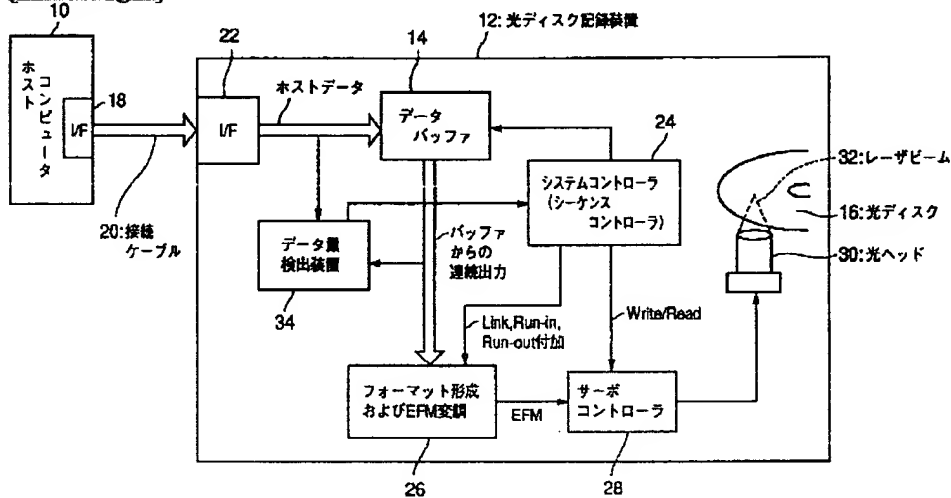 10
ホスト
コンピュータ
18
I/F
20:接続
ケーブル
12:光ディスク記録装置
22
I/F
ホストデータ
14
データ
バッファ
24
システムコントローラ
(シーケンス
コントローラ)
32:レーザビーム
16:光ディスク
30:光ヘッド
データ量
検出装置
34
バッファ
からの
連続出力
Link,Run-in,
Run-out付加
Write/Read
フォーマット形成
およびEFM変調
26
EFM
サーボ
コントローラ
28